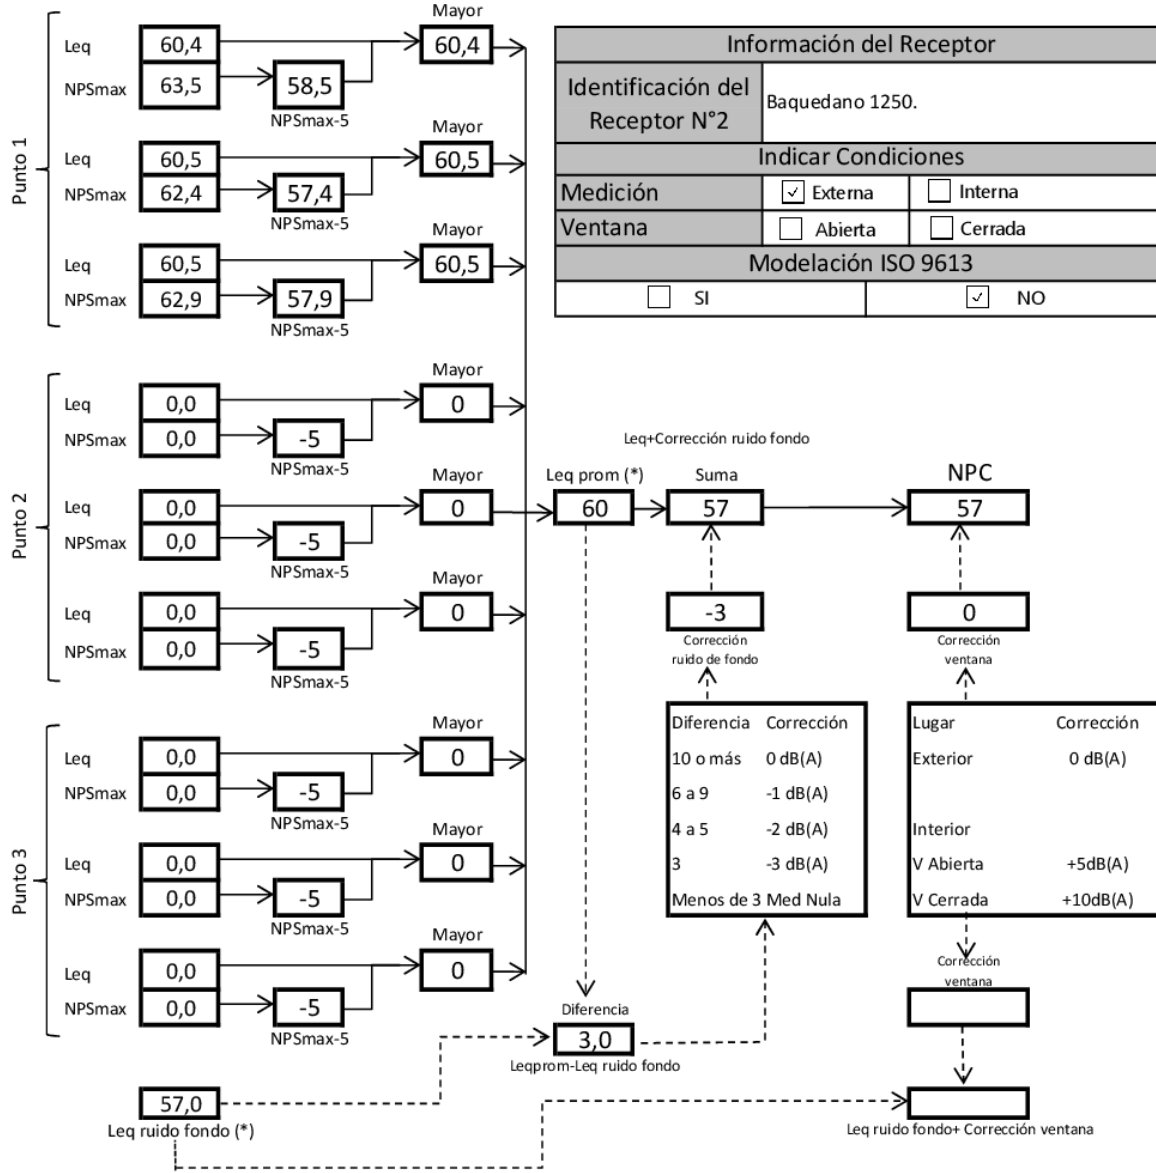 Punto 1
Mayor
Leq 60,4 60,4
NPSmax 63,5 58,5
NPSmax-5
Mayor
Leq 60,5 60,5
NPSmax 62,4 57,4
NPSmax-5
Mayor
Leq 60,5 60,5
NPSmax 62,9 57,9
NPSmax-5
Información del Receptor
Identificación del
Receptor N°2
Baquedano 1250.
Indicar Condiciones
Medición Externa Interna
Ventana Abierta Cerrada
Modelación ISO 9613
SI NO
Punto 2
Mayor
Leq 0,0 0
NPSmax 0,0 -5
NPSmax-5
Mayor
Leq 0,0 0
NPSmax 0,0 -5
NPSmax-5
Mayor
Leq 0,0 0
NPSmax 0,0 -5
NPSmax-5
Leq+Corrección ruido fondo
Leq prom (*) Suma NPC
60 57 57
-3 0
Corrección
ruido de fondo
Corrección
ventana
Punto 3
Mayor
Leq 0,0 0
NPSmax 0,0 -5
NPSmax-5
Mayor
Leq 0,0 0
NPSmax 0,0 -5
NPSmax-5
Mayor
Leq 0,0 0
NPSmax 0,0 -5
NPSmax-5
Diferencia Corrección
10 o más 0 dB(A)
6 a 9 -1 dB(A)
4 a 5 -2 dB(A)
3 -3 dB(A)
Menos de 3 Med Nula
Lugar Corrección
Exterior 0 dB(A)
Interior
V Abierta +5dB(A)
V Cerrada +10dB(A)
Corrección
ventana
Diferencia
3,0
Leqprom-Leq ruido fondo
57,0
Leq ruido fondo (*)
Leq ruido fondo+ Corrección ventana